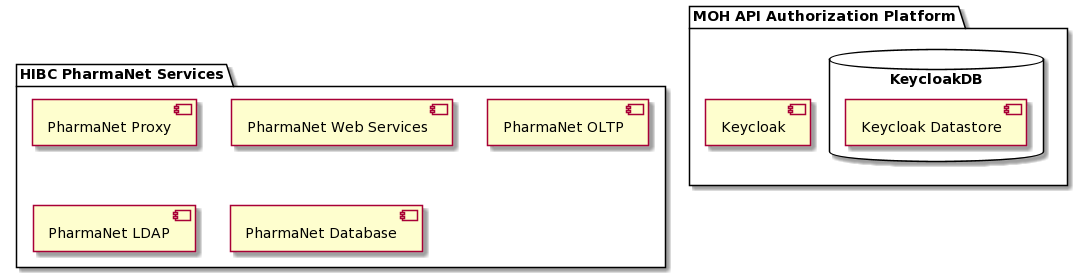 MOH API Authorization Platform
HIBC PharmaNet Services
KeycloakDB
PharmaNet Proxy
PharmaNet Web Services
PharmaNet OLTP
Keycloak
Keycloak Datastore
PharmaNet LDAP
PharmaNet Database